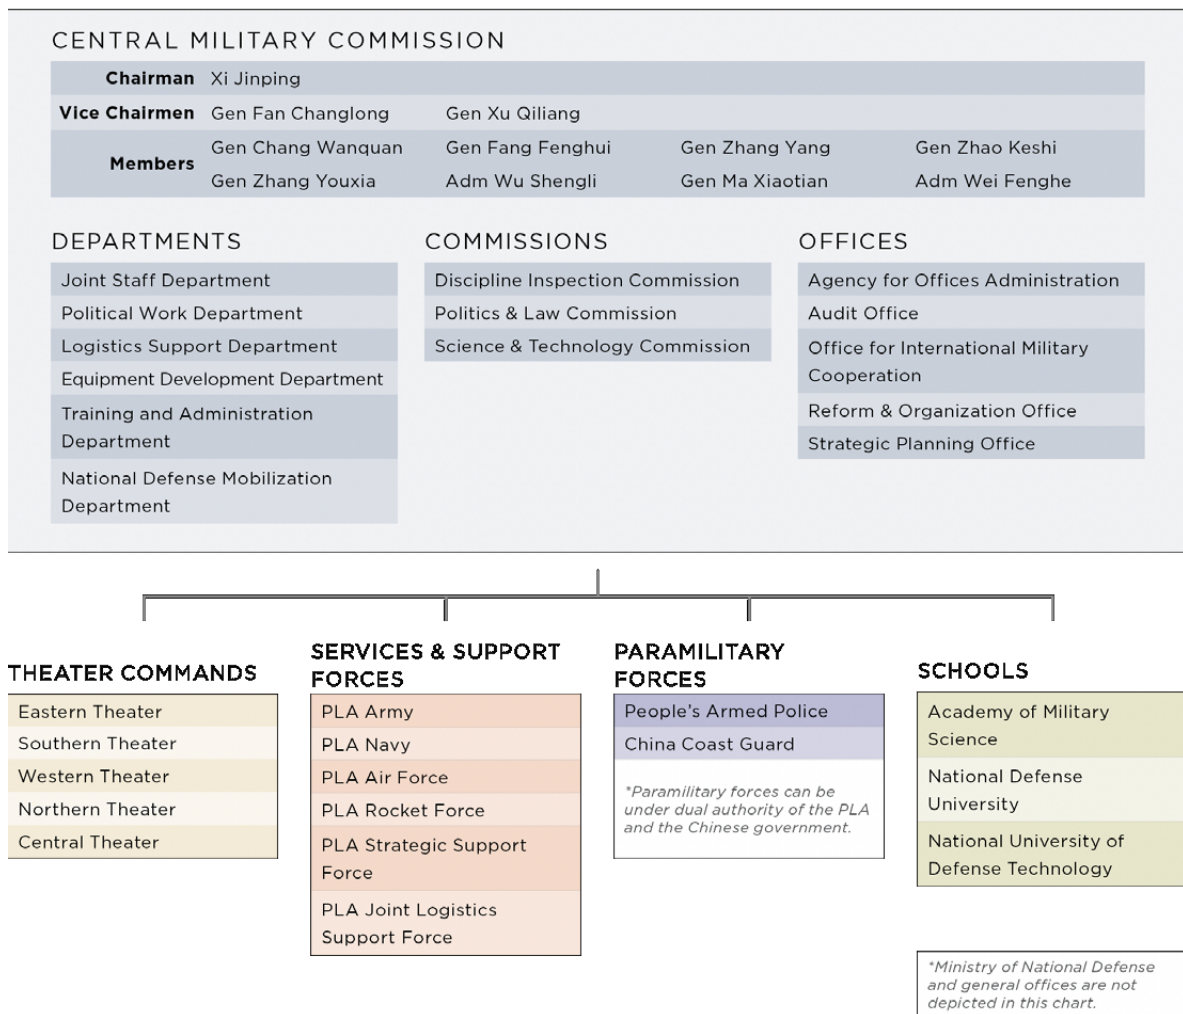 CENTRAL MILITARY COMMISSION
Chairman Xi Jinping
Vice Chairmen Gen Fan Changlong Gen Xu Qiliang
Members
Gen Chang Wanquan Gen Fang Fenghui Gen Zhang Yang Gen Zhao Keshi
Gen Zhang Youxia Adm Wu Shengli Gen Ma Xiaotian Adm Wei Fenghe
DEPARTMENTS
Joint Staff Department
Political Work Department
Logistics Support Department
Equipment Development Department
Training and Administration
Department
National Defense Mobilization
Department
COMMISSIONS
Discipline Inspection Commission
Politics & Law Commission
Science & Technology Commission
OFFICES
Agency for Offices Administration
Audit Office
Office for International Military
Cooperation
Reform & Organization Office
Strategic Planning Office
THEATER COMMANDS
Eastern Theater
Southern Theater
Western Theater
Northern Theater
Central Theater
SERVICES & SUPPORT
FORCES
PLA Army
PLA Navy
PLA Air Force
PLA Rocket Force
PLA Strategic Support
Force
PLA Joint Logistics
Support Force
PARAMILITARY
FORCES
People's Armed Police
China Coast Guard
*Paramilitary forces can be
under dual authority of the PLA
and the Chinese government.
SCHOOLS
Academy of Military
Science
National Defense
University
National University of
Defense Technology
*Ministry of National Defense
and general offices are not
depicted in this chart.